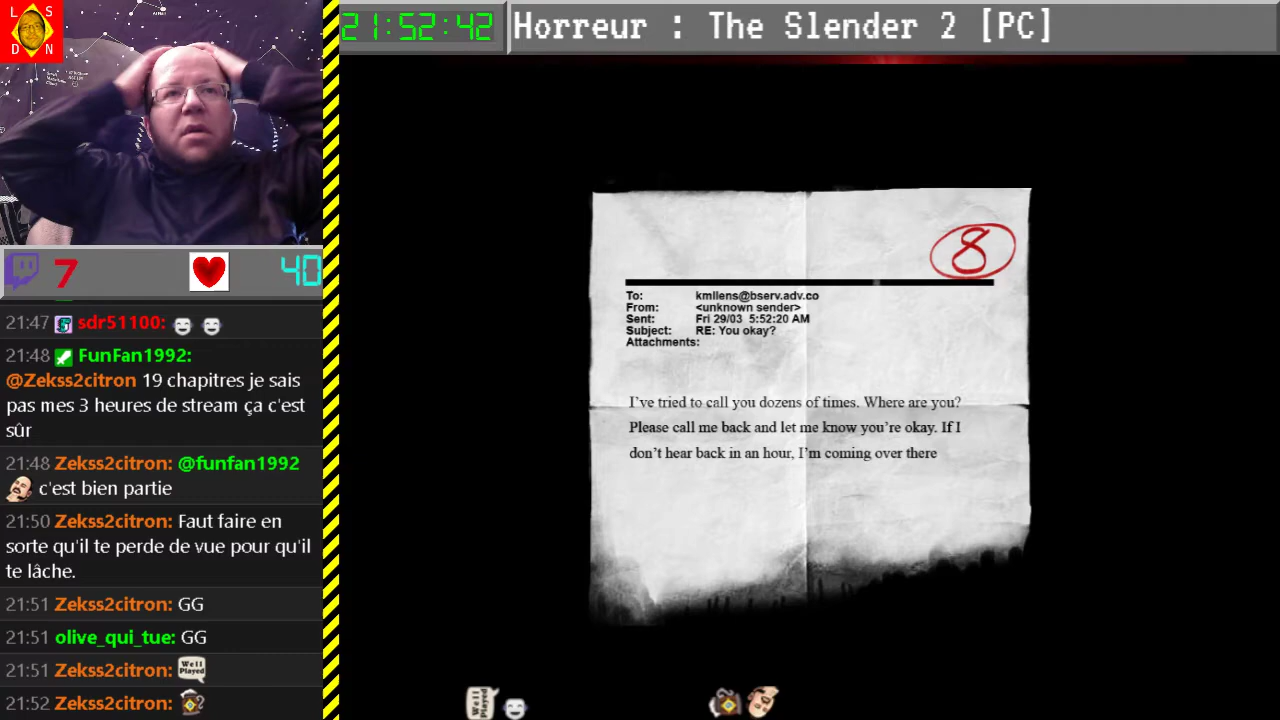 L S
D N
21:52:42
Horreur : The Slender 2 [PC]
7
40
21:47 sdr51100:
21:48 FunFan1992:
@Zekss2citron 19 chapitres je sais
pas mes 3 heures de stream ça c'est
sûr
21:48 Zekss2citron: @funfan1992
c'est bien partie
21:50 Zekss2citron: Faut faire en
sorte qu'il te perde de vue pour qu'il
te lâche.
21:51 Zekss2citron: GG
21:51 olive_qui_tue: GG
21:51 Zekss2citron: Well Played
21:52 Zekss2citron:
8
To: kmllens@bserv.adv.co
From: <unknown sender>
Sent: Fri 29/03 5:52:20 AM
Subject: RE: You okay?
Attachments:
I've tried to call you dozens of times. Where are you?
Please call me back and let me know you're okay. If I
don't hear back in an hour, I'm coming over there
Well Played